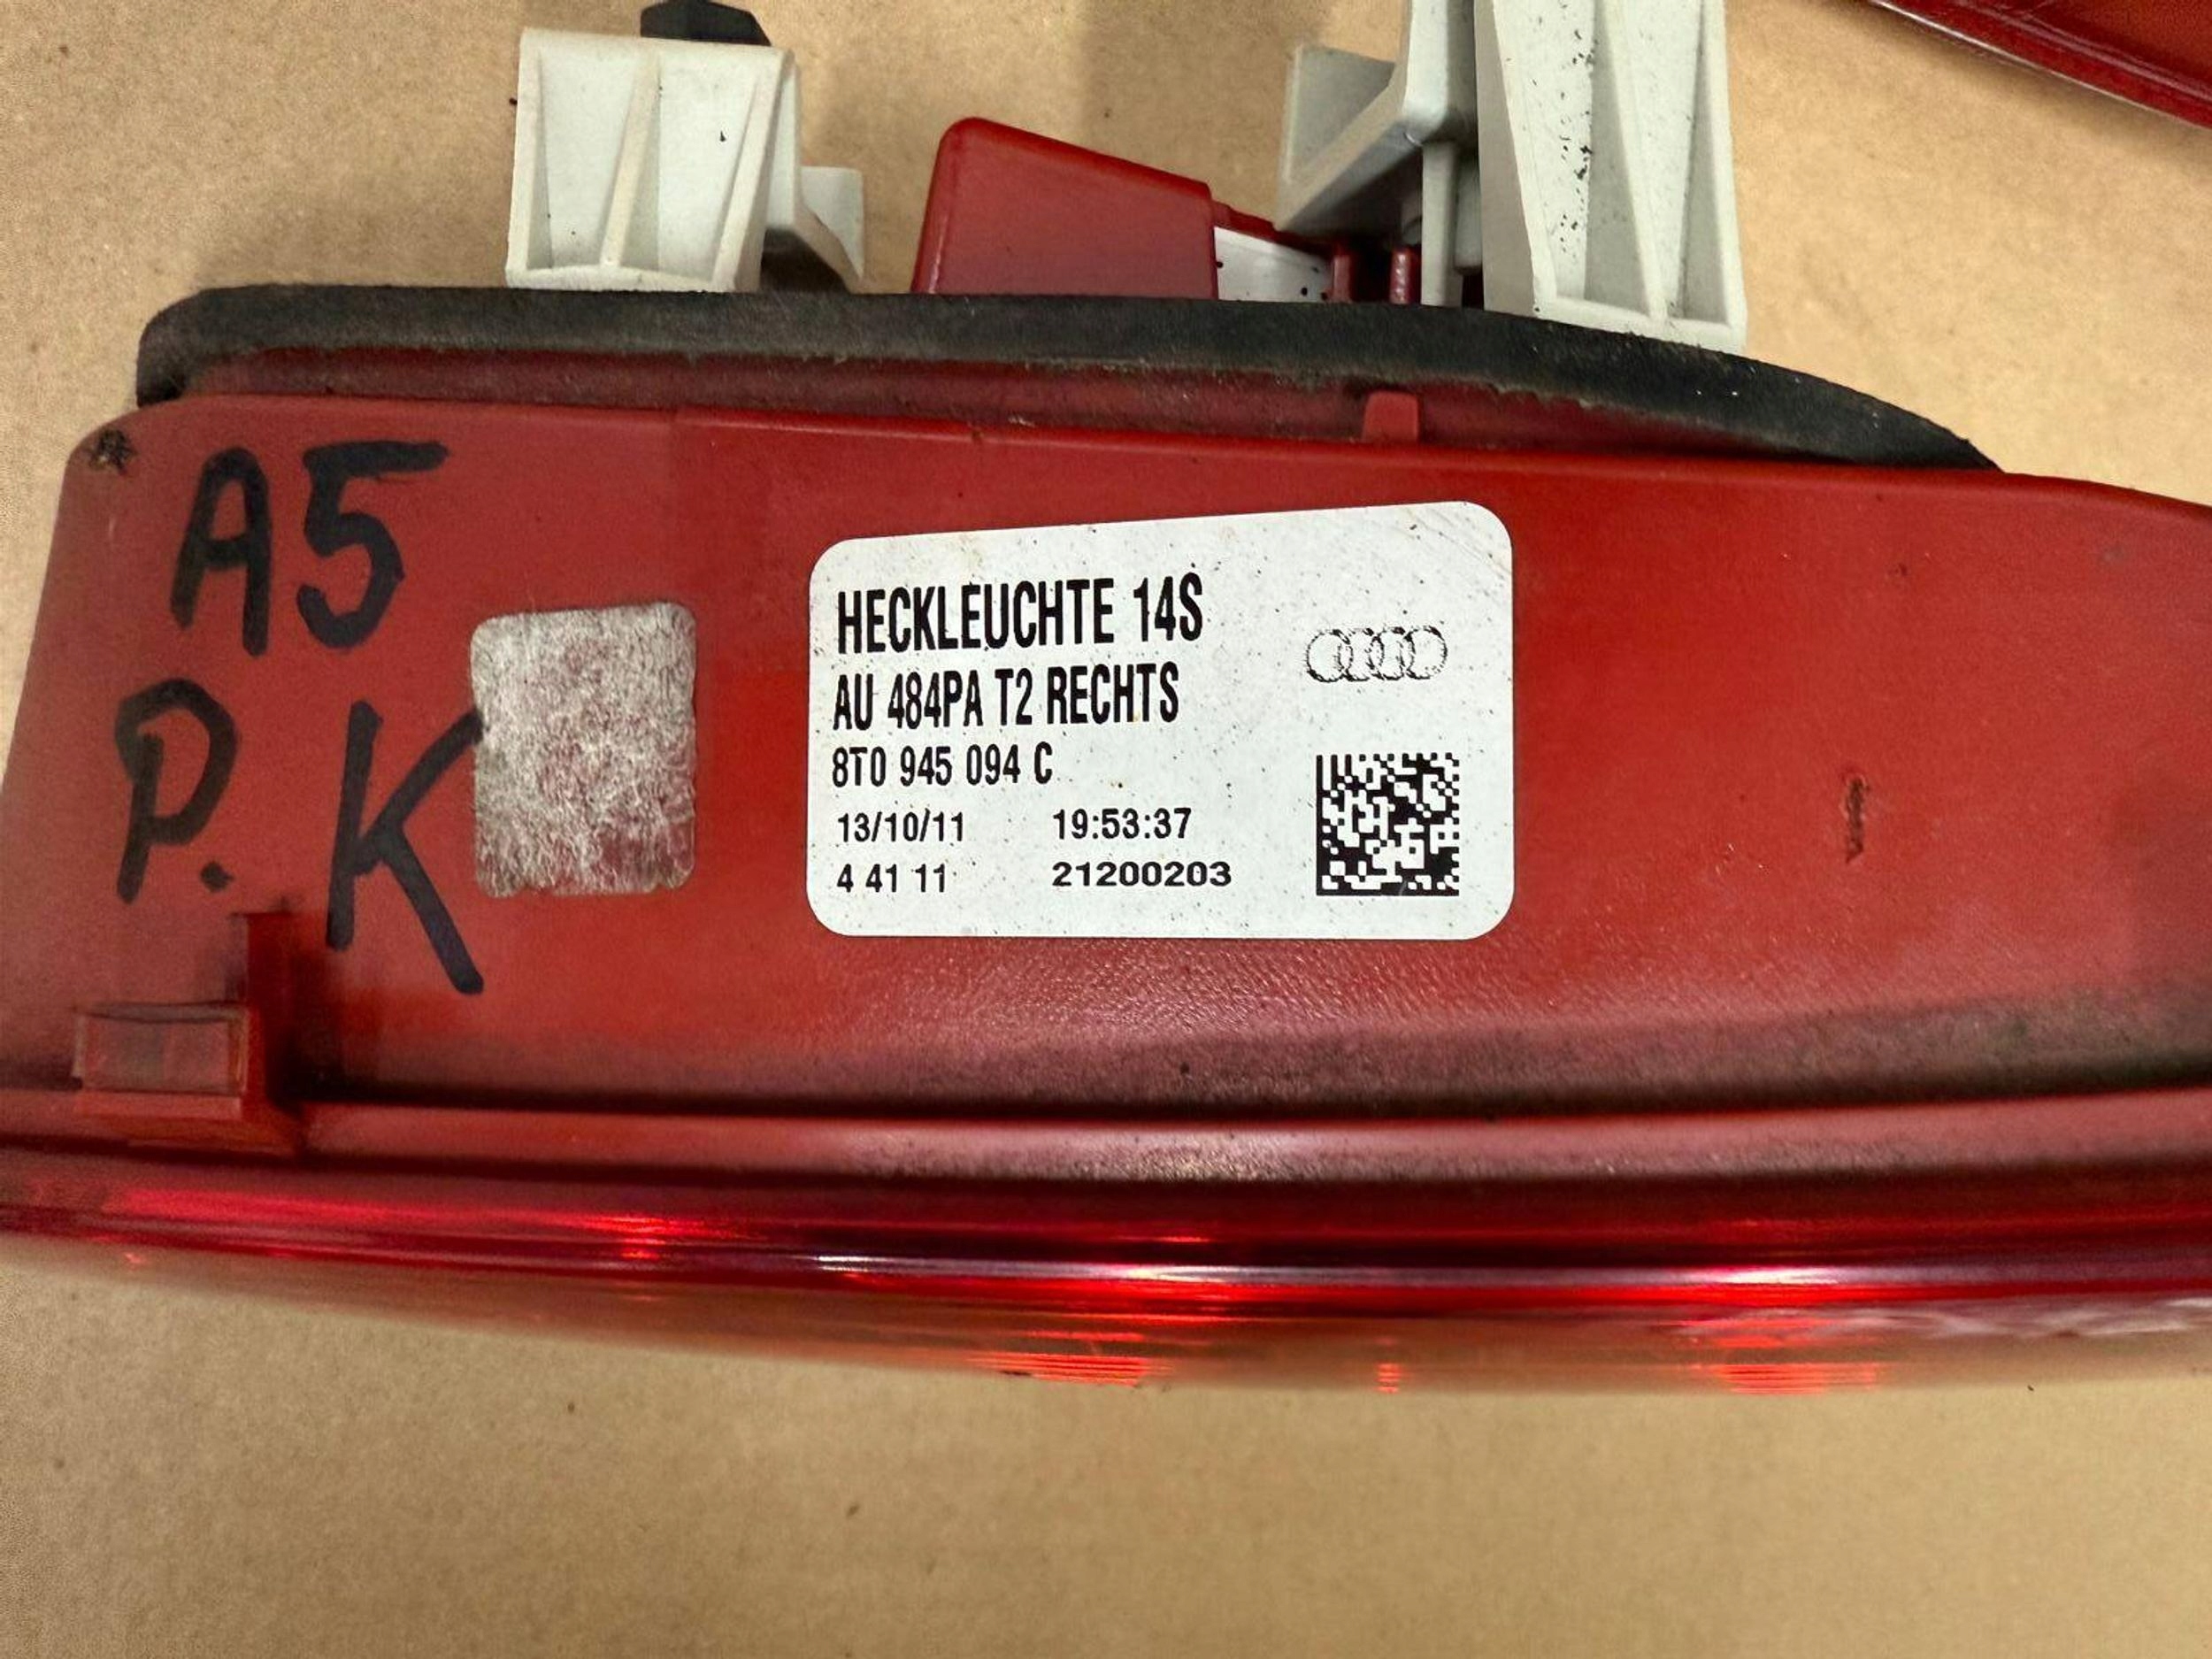 A5
P. K
HECKLEUCHTE 14S
AU 484PA T2 RECHTS
8T0 945 094 C
13/10/11 19:53:37
4 41 11 21200203